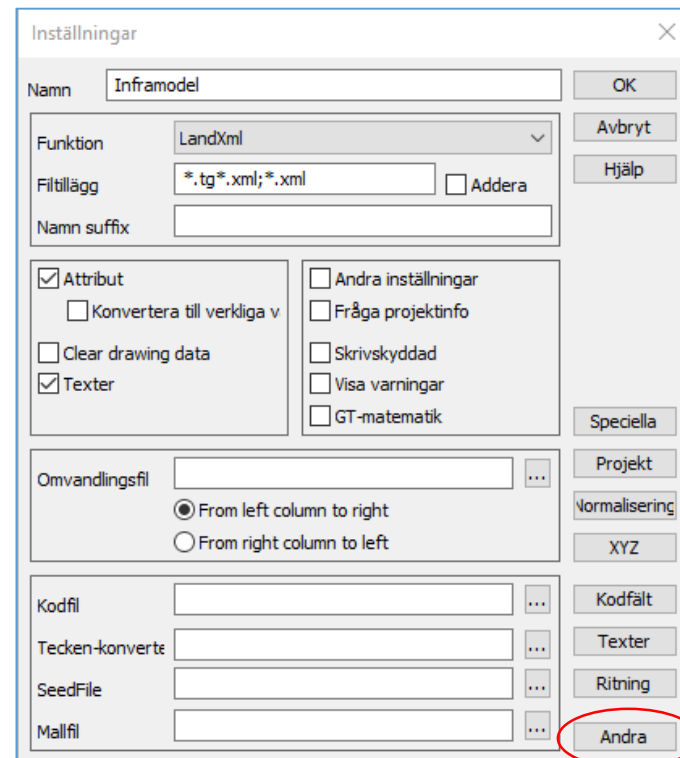 Inställningar
Namn Inframodel OK
Funktion LandXml Avbryt
Filtillägg *.tg*.xml;*.xml Addera Hjälp
Namn suffix
Attribut Andra inställningar
Konvertera till verkliga v
Fråga projektinfo
Clear drawing data Skrivskyddad
Texter Visa varningar
GT-matematik Speciella
Omvandlingsfil ... Projekt
From left column to right Normalisering
From right column to left XYZ
Kodfil ... Kodfält
Tecken-konverte ... Texter
SeedFile ... Ritning
Mallfil ... Andra